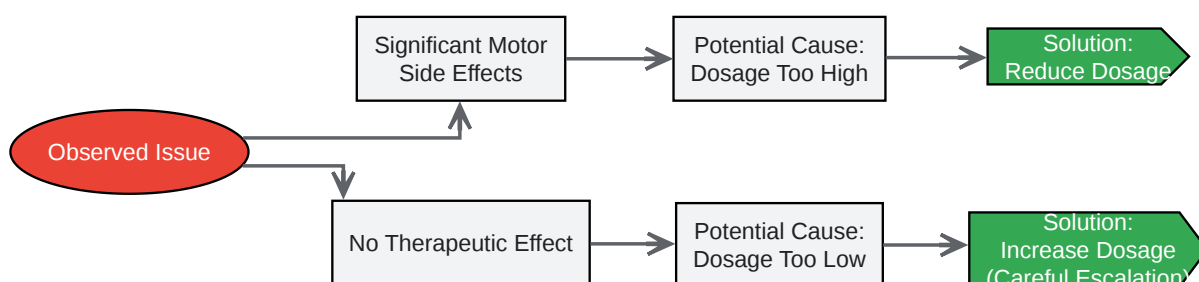 Observed Issue
Significant Motor
Side Effects
Potential Cause:
Dosage Too High
Solution:
Reduce Dosage
No Therapeutic Effect
Potential Cause:
Dosage Too Low
Solution:
Increase Dosage
(Careful Escalation)